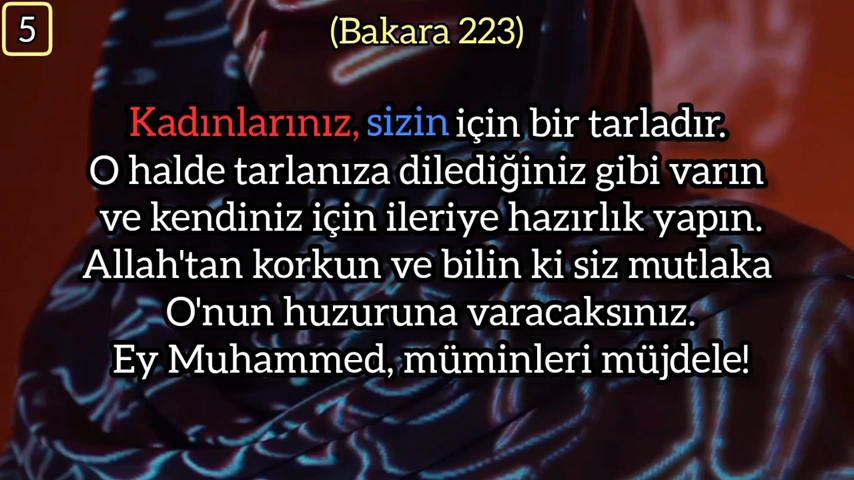 5
(Bakara 223)
Kadınlarınız, sizin için bir tarladır.
O halde tarlanıza dilediğiniz gibi varın
ve kendiniz için ileriye hazırlık yapın.
Allah'tan korkun ve bilin ki siz mutlaka
O'nun huzuruna varacaksınız.
Ey Muhammed, müminleri müjdele!